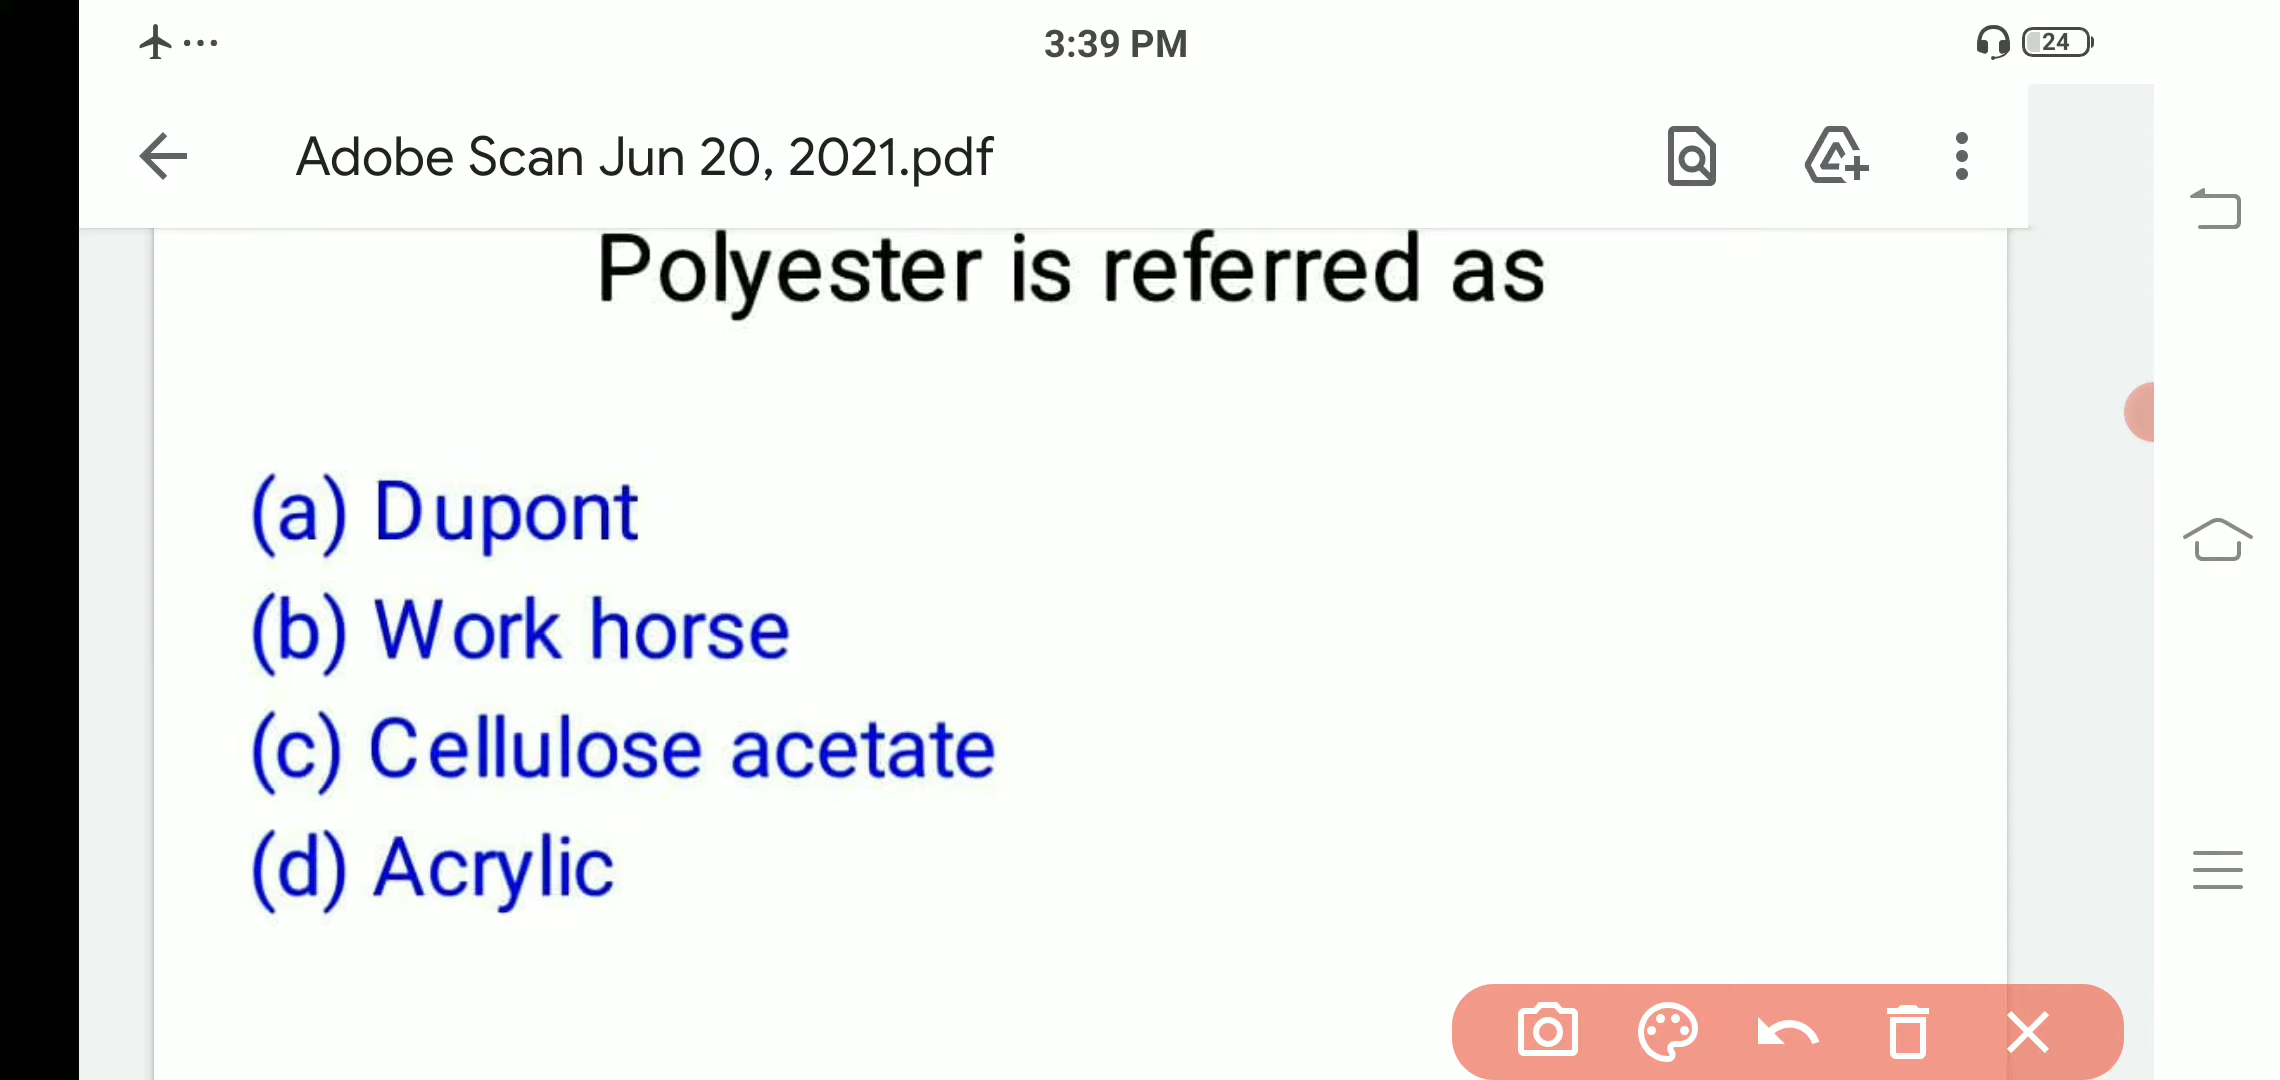 3:39 PM
24
Adobe Scan Jun 20, 2021.pdf
Polyester is referred as
(a) Dupont
(b) Work horse
(c) Cellulose acetate
(d) Acrylic